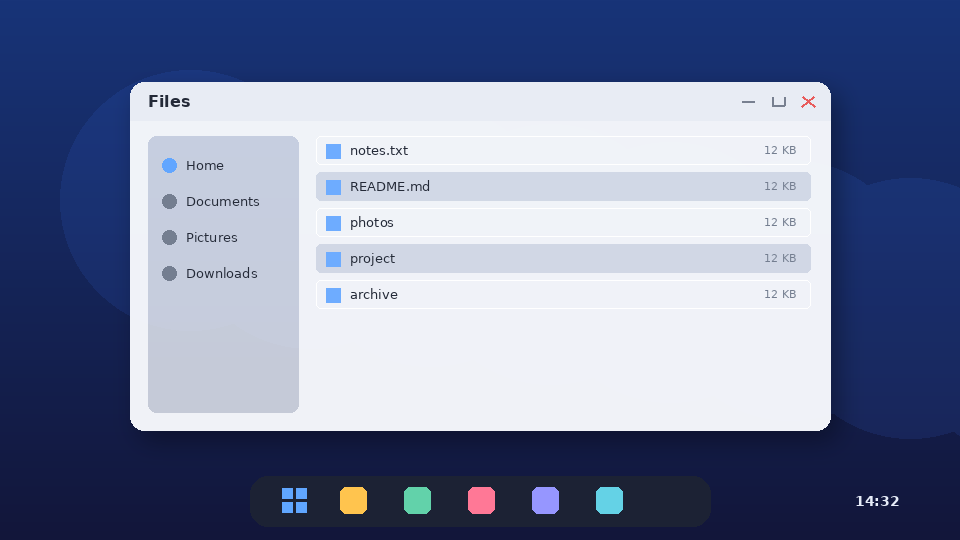 Files
Home
Documents
Pictures
Downloads
notes.txt 12 KB
README.md 12 KB
photos 12 KB
project 12 KB
archive 12 KB
14:32